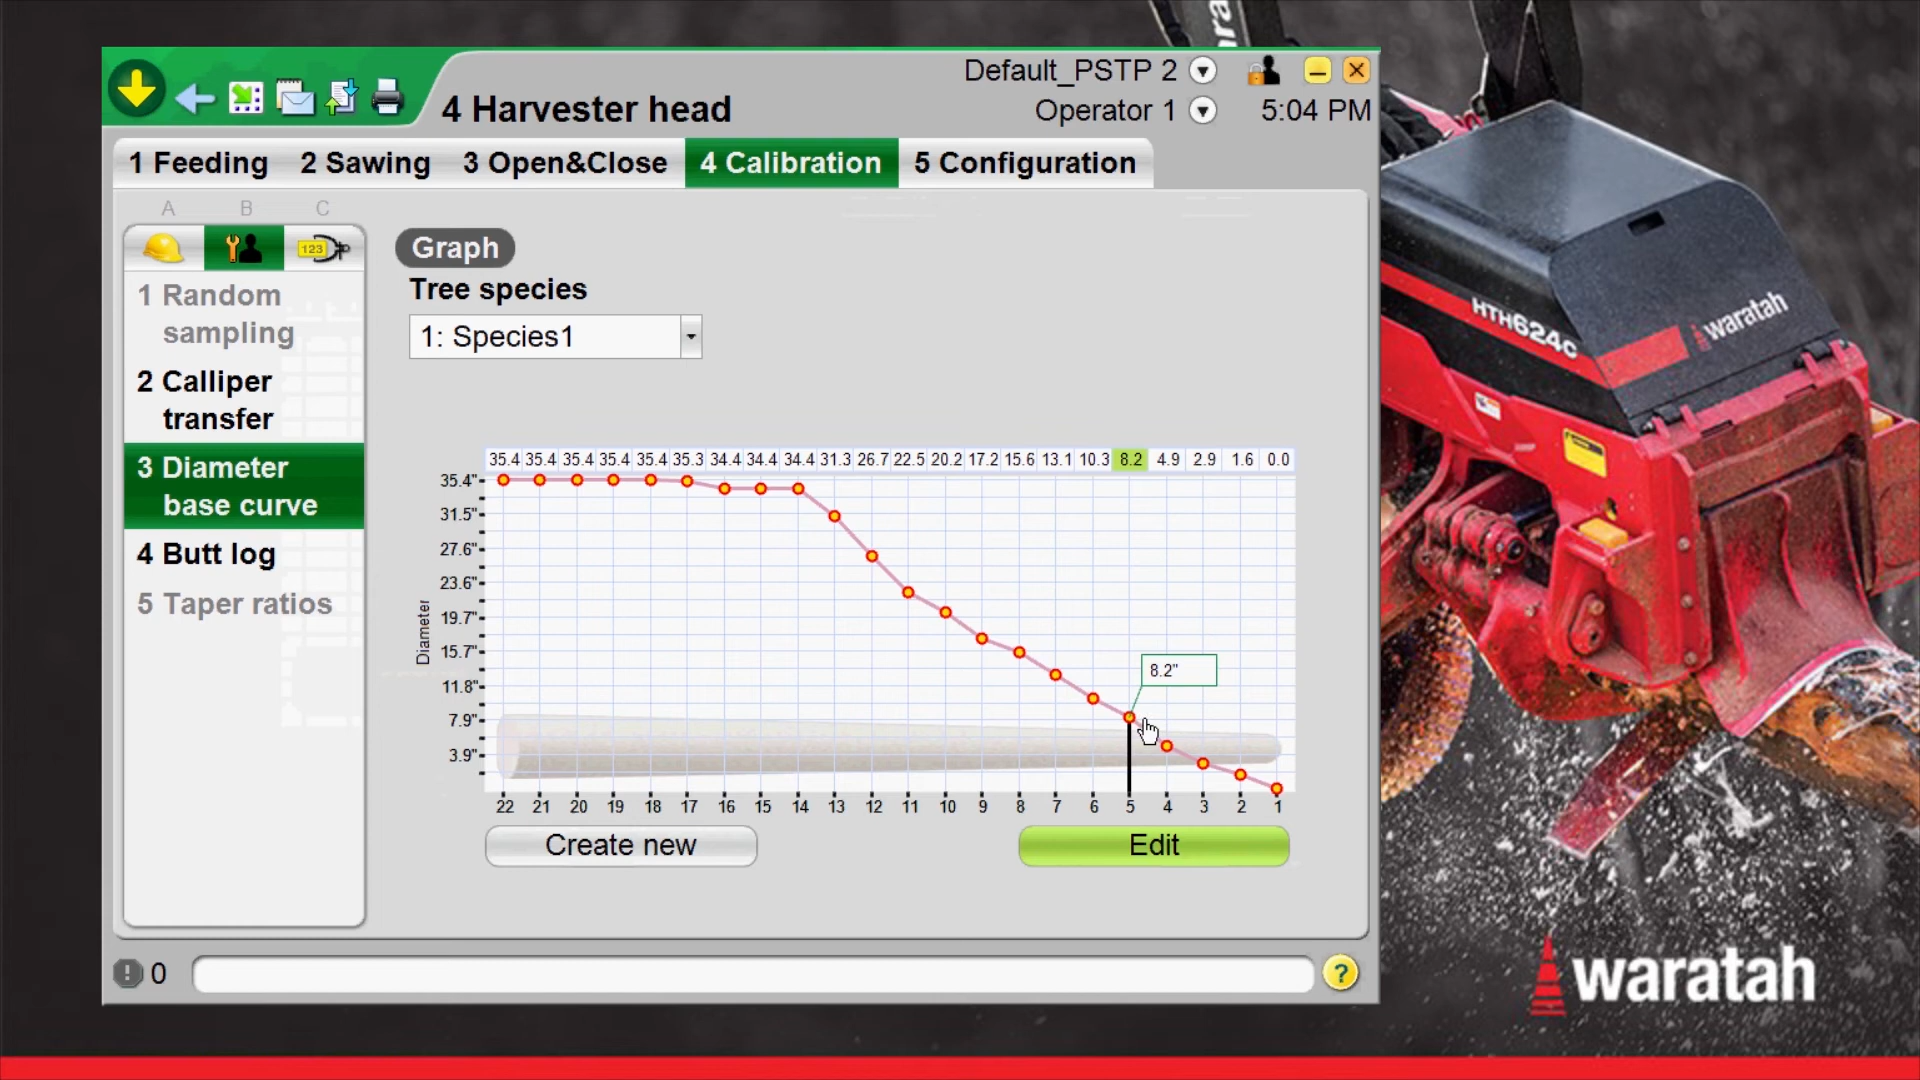 Default_PSTP 2
4 Harvester head
Operator 1
5:04 PM
1 Feeding 2 Sawing 3 Open&Close 4 Calibration 5 Configuration
A B C
123
1 Random
sampling
2 Calliper
transfer
3 Diameter
base curve
4 Butt log
5 Taper ratios
Graph
Tree species
1: Species1
35.4 35.4 35.4 35.4 35.4 35.3 34.4 34.4 34.4 31.3 26.7 22.5 20.2 17.2 15.6 13.1 10.3 8.2 4.9 2.9 1.6 0.0
35.4"
31.5"
27.6"
23.6"
19.7"
15.7"
11.8"
7.9"
3.9"
Diameter
8.2"
22 21 20 19 18 17 16 15 14 13 12 11 10 9 8 7 6 5 4 3 2 1
Create new
Edit
! 0
?
HTH624C
waratah
waratah